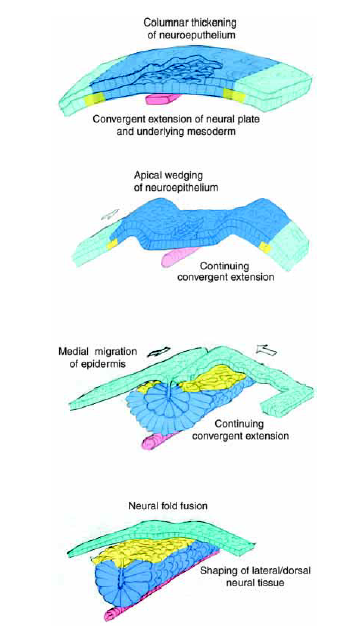 Columnar thickening
of neuroeputhelium
Convergent extension of neural plate
and underlying mesoderm
Apical wedging
of neuroepithelium
Continuing
convergent extension
Medial migration
of epidermis
Continuing
convergent extension
Neural fold fusion
Shaping of lateral/dorsal
neural tissue